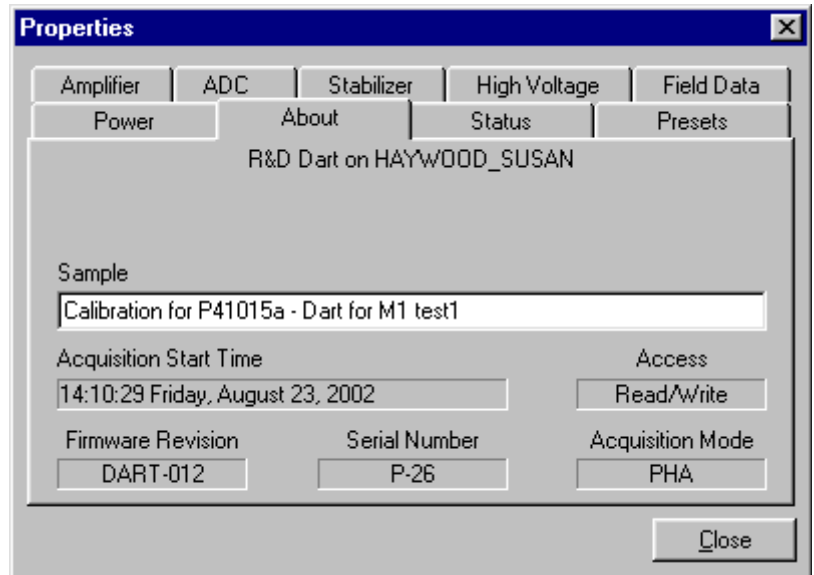 Properties
Amplifier ADC Stabilizer High Voltage Field Data
Power About Status Presets
R&D Dart on HAYWOOD_SUSAN
Sample
Calibration for P41015a - Dart for M1 test1
Acquisition Start Time Access
14:10:29 Friday, August 23, 2002 Read/Write
Firmware Revision Serial Number Acquisition Mode
DART-012 P-26 PHA
Close